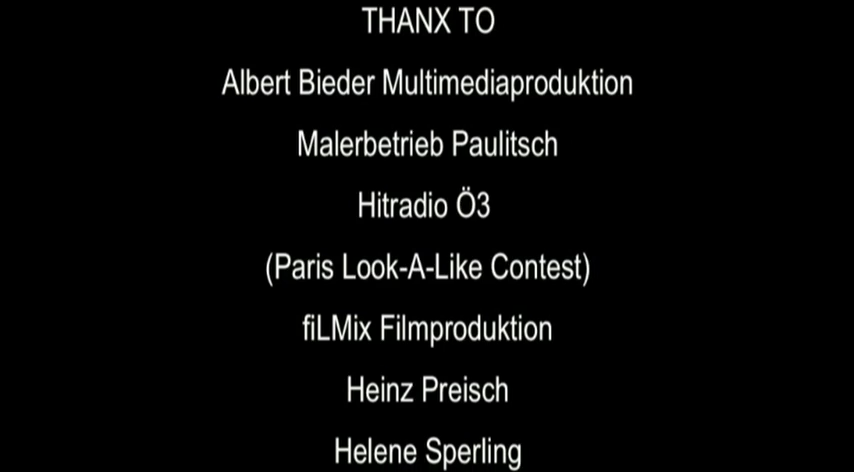 THANX TO
Albert Bieder Multimediaproduktion
Malerbetrieb Paulitsch
Hitradio Ö3
(Paris Look-A-Like Contest)
fiLMix Filmproduktion
Heinz Preisch
Helene Sperling